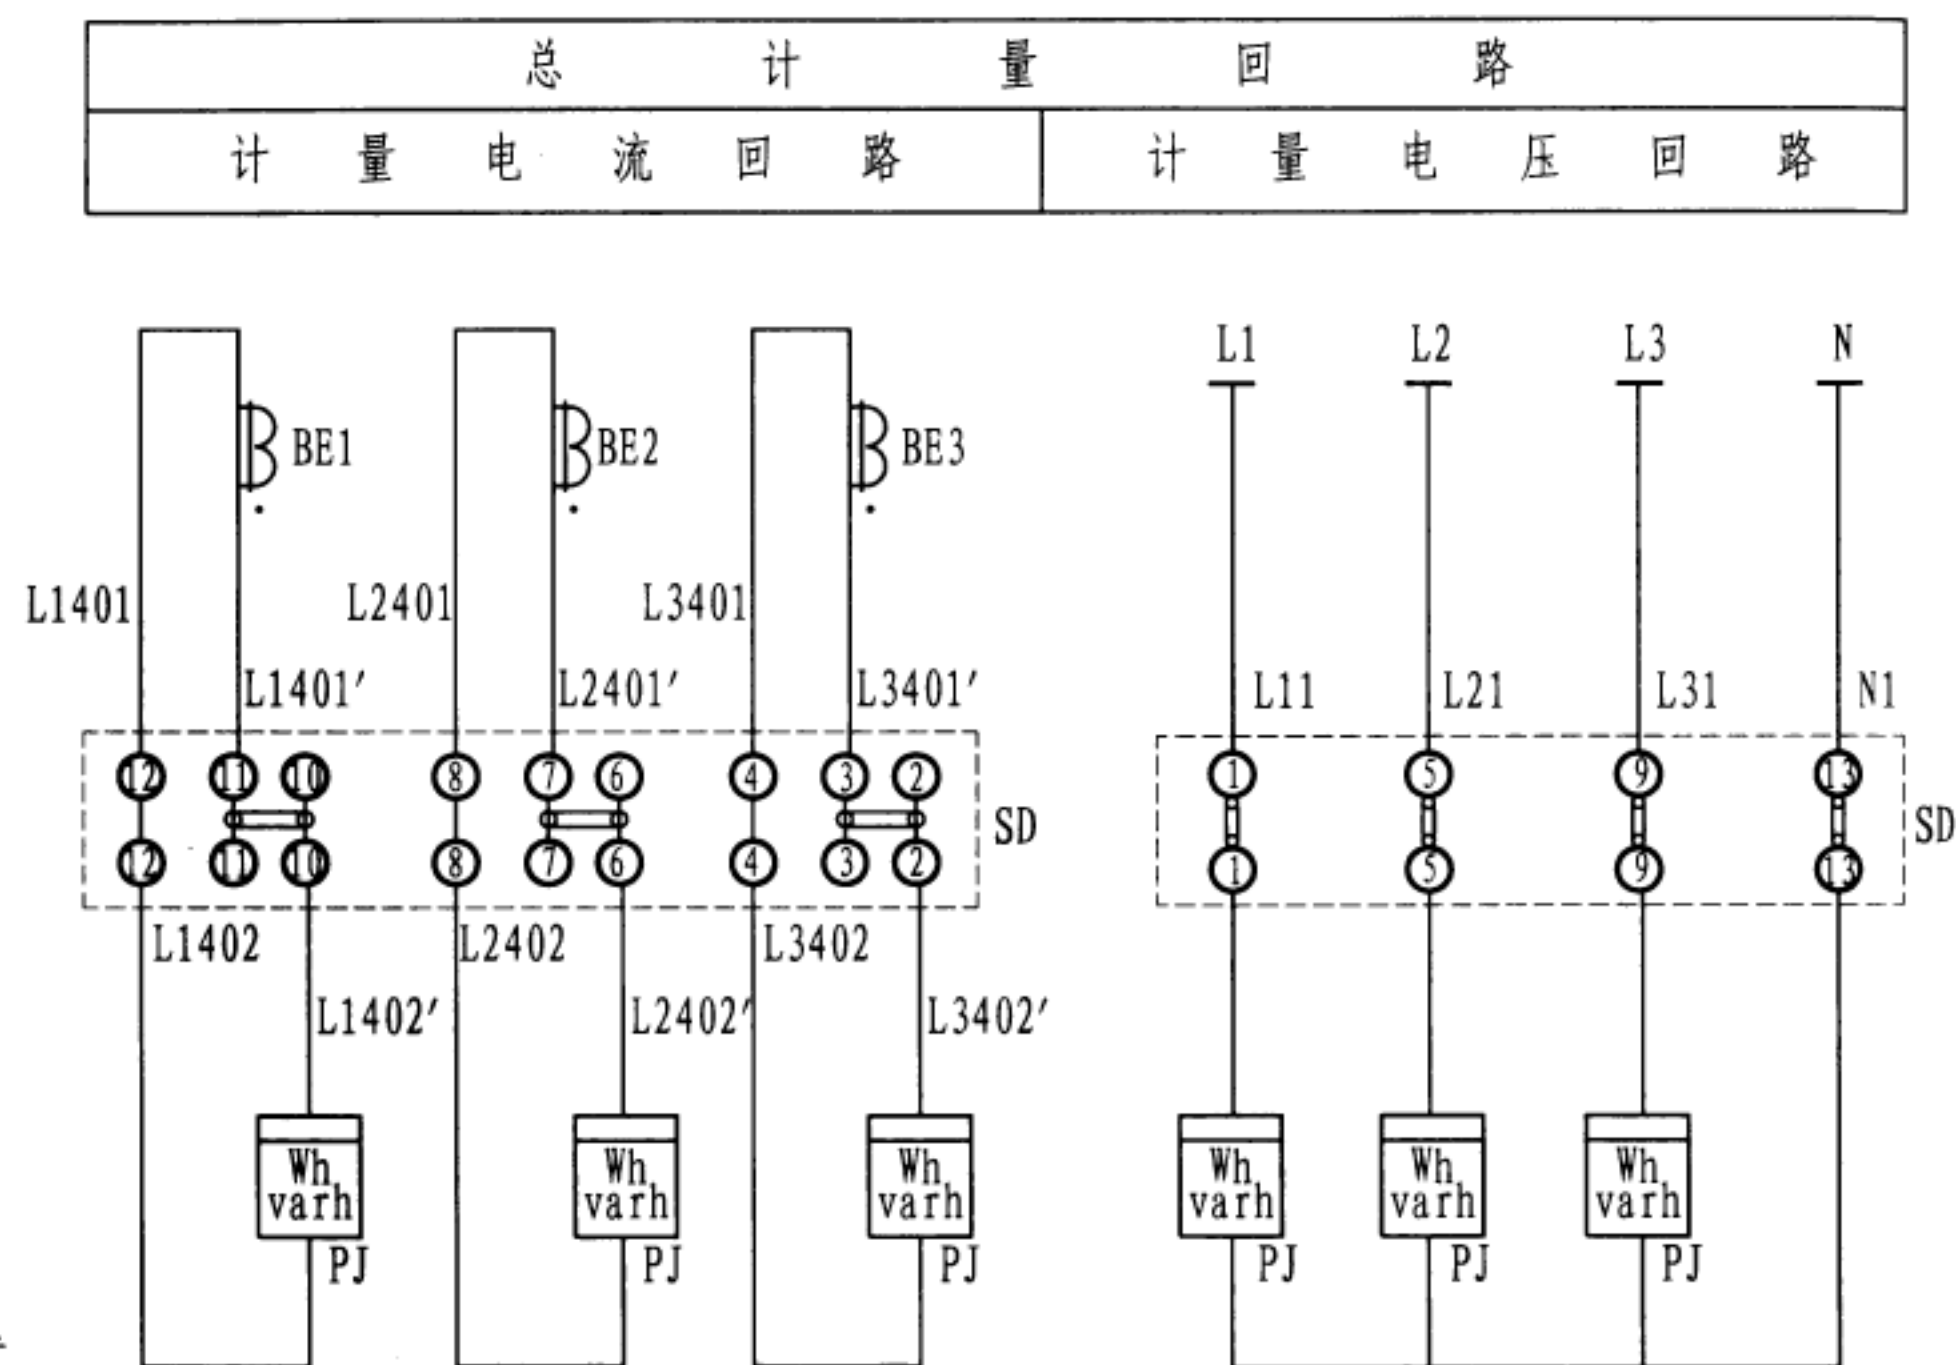 总计量回路
计量电流回路 计量电压回路
L1 L2 L3 N
BE1 BE2 BE3
L1401 L2401 L3401
L1401′ L2401′ L3401′ L11 L21 L31 N1
12 11 10 8 7 6 4 3 2 1 5 9 13
SD SD
12 11 10 8 7 6 4 3 2 1 5 9 13
L1402 L2402 L3402
L1402′ L2402′ L3402′
Wh Wh Wh Wh Wh Wh
varh varh varh varh varh varh
PJ PJ PJ PJ PJ PJ